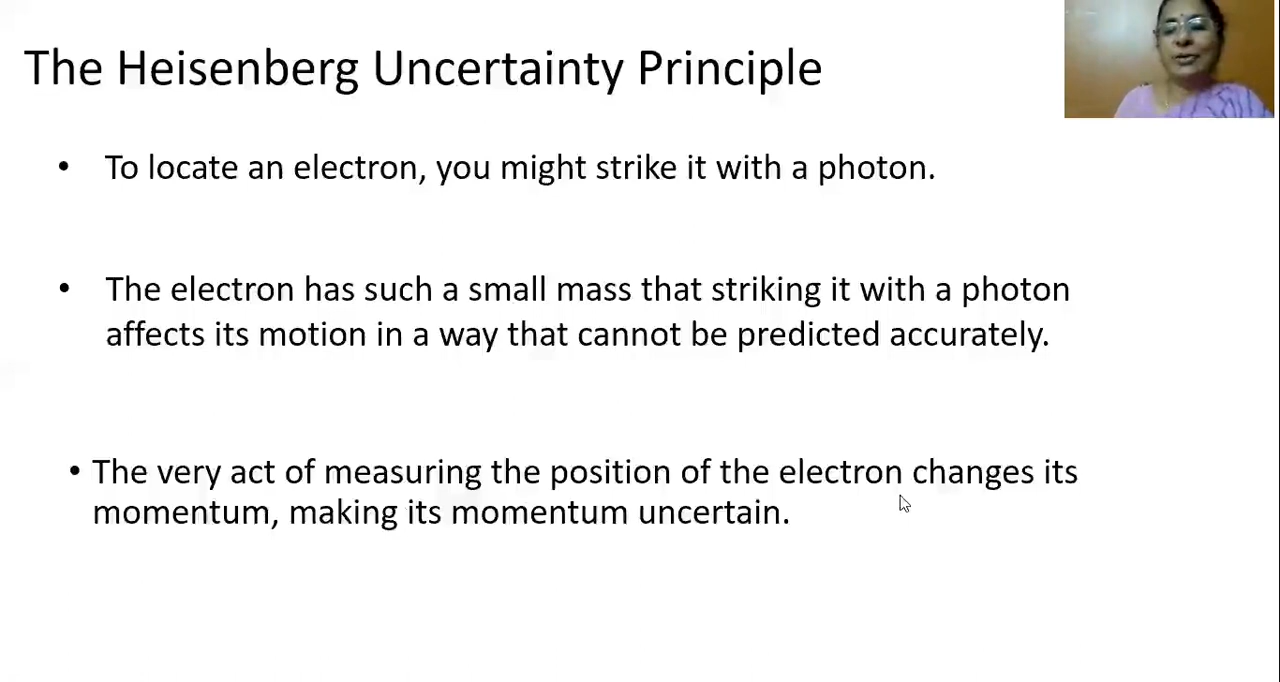 The Heisenberg Uncertainty Principle
• To locate an electron, you might strike it with a photon.
• The electron has such a small mass that striking it with a photon
affects its motion in a way that cannot be predicted accurately.
• The very act of measuring the position of the electron changes its
momentum, making its momentum uncertain.